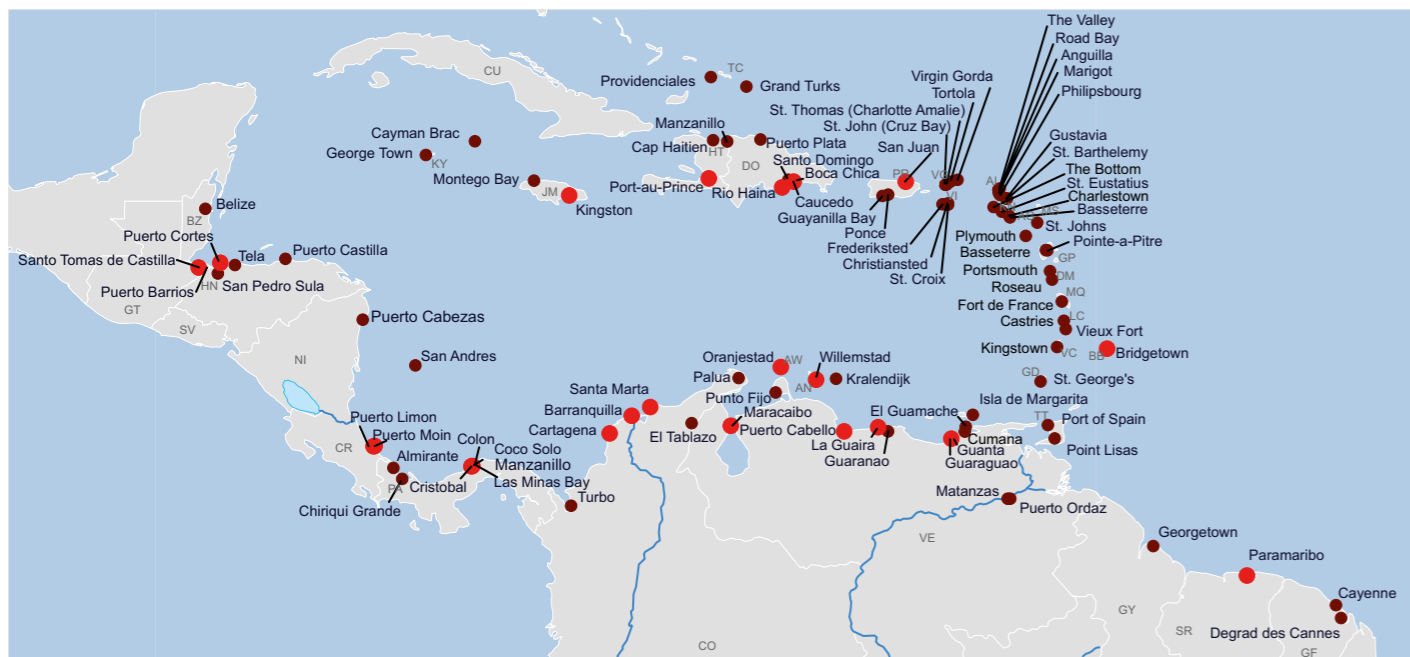 The Valley
Road Bay
Anguilla
Marigot
Philipsbourg
CU
TC
Providenciales
Grand Turks
Virgin Gorda
Tortola
St. Thomas (Charlotte Amalie)
St. John (Cruz Bay)
San Juan
Manzanillo
Cayman Brac
George Town
KY
Cap Haitien
HT
Puerto Plata
DO
Santo Domingo
Boca Chica
PR
VG
VI
AI
Gustavia
St. Barthelemy
The Bottom
St. Eustatius
Charlestown
Basseterre
MS
St. Johns
Montego Bay
JM
Kingston
Port-au-Prince
Rio Haina
Caucedo
Guayanilla Bay
Ponce
Frederiksted
Christiansted
St. Croix
Plymouth
Pointe-a-Pitre
Basseterre
GP
Belize
BZ
Puerto Cortes
Puerto Castilla
Tela
Santo Tomas de Castilla
Puerto Barrios
HN
San Pedro Sula
GT
SV
Portsmouth
DM
Roseau
MQ
Fort de France
LC
Castries
Vieux Fort
Kingstown
VC
BB
Bridgetown
Puerto Cabezas
NI
San Andres
Oranjestad
AW
Willemstad
Palua
AN
Kralendijk
Punto Fijo
GD
St. George's
Santa Marta
Barranquilla
Cartagena
Maracaibo
El Tablazo
Puerto Cabello
El Guamache
Isla de Margarita
La Guaira
Guaranao
Cumana
Guanta
Guaraguao
TT
Port of Spain
Point Lisas
Puerto Limon
Puerto Moin
CR
Almirante
Colon
Coco Solo
Manzanillo
Las Minas Bay
Cristobal
PA
Chiriqui Grande
Turbo
Matanzas
Puerto Ordaz
VE
Georgetown
Paramaribo
Cayenne
Degrad des Cannes
CO
GY
SR
GF